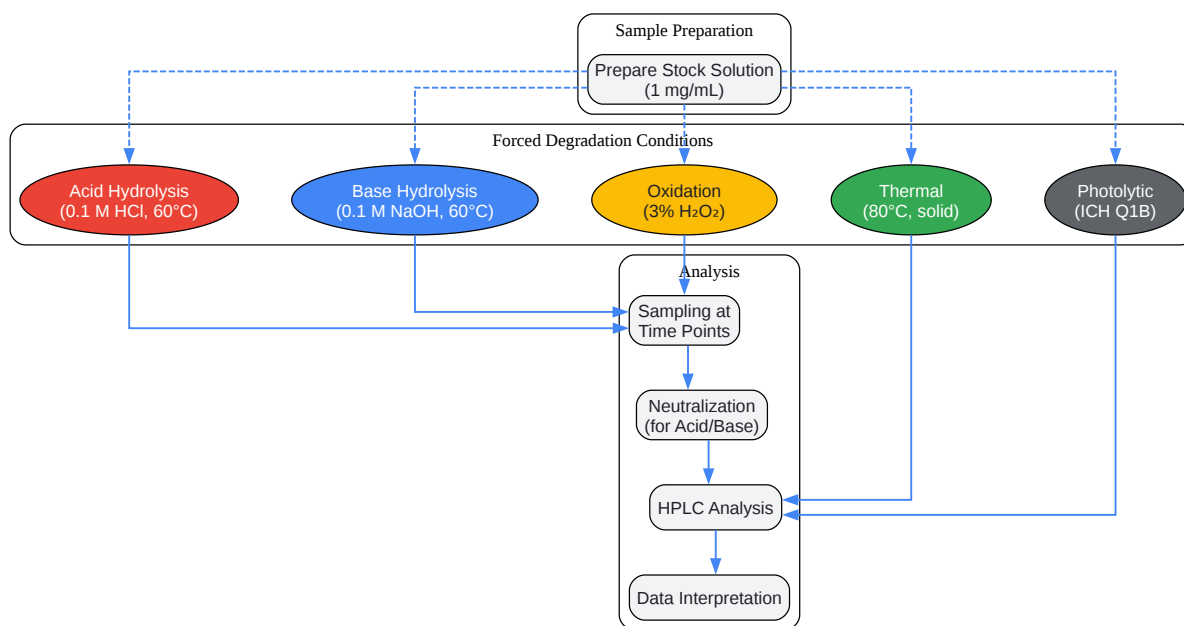 Sample Preparation
Prepare Stock Solution
(1 mg/mL)
Forced Degradation Conditions
Acid Hydrolysis
(0.1 M HCl, 60°C)
Base Hydrolysis
(0.1 M NaOH, 60°C)
Oxidation
(3% H₂O₂)
Thermal
(80°C, solid)
Photolytic
(ICH Q1B)
Analysis
Sampling at
Time Points
Neutralization
(for Acid/Base)
HPLC Analysis
Data Interpretation